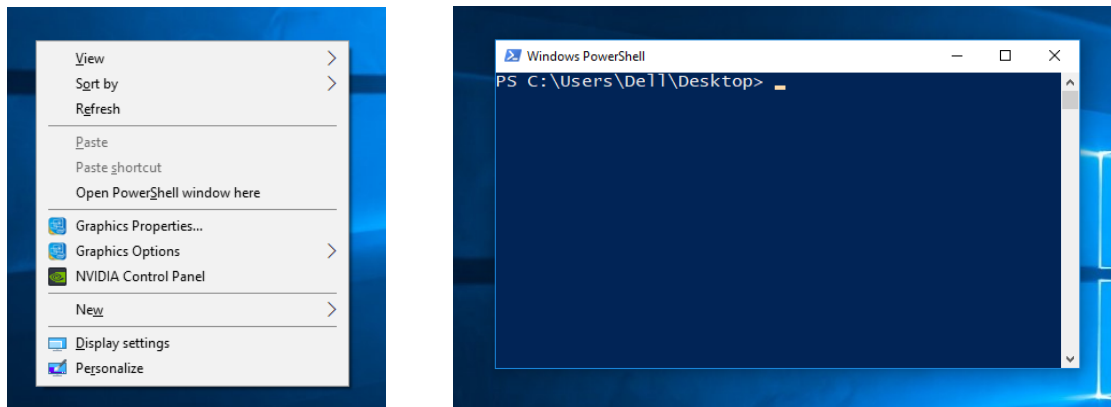 View
Sort by
Refresh
Paste
Paste shortcut
Open PowerShell window here
Graphics Properties...
Graphics Options
NVIDIA Control Panel
New
Display settings
Personalize
Windows PowerShell
PS C:\Users\Dell\Desktop> _